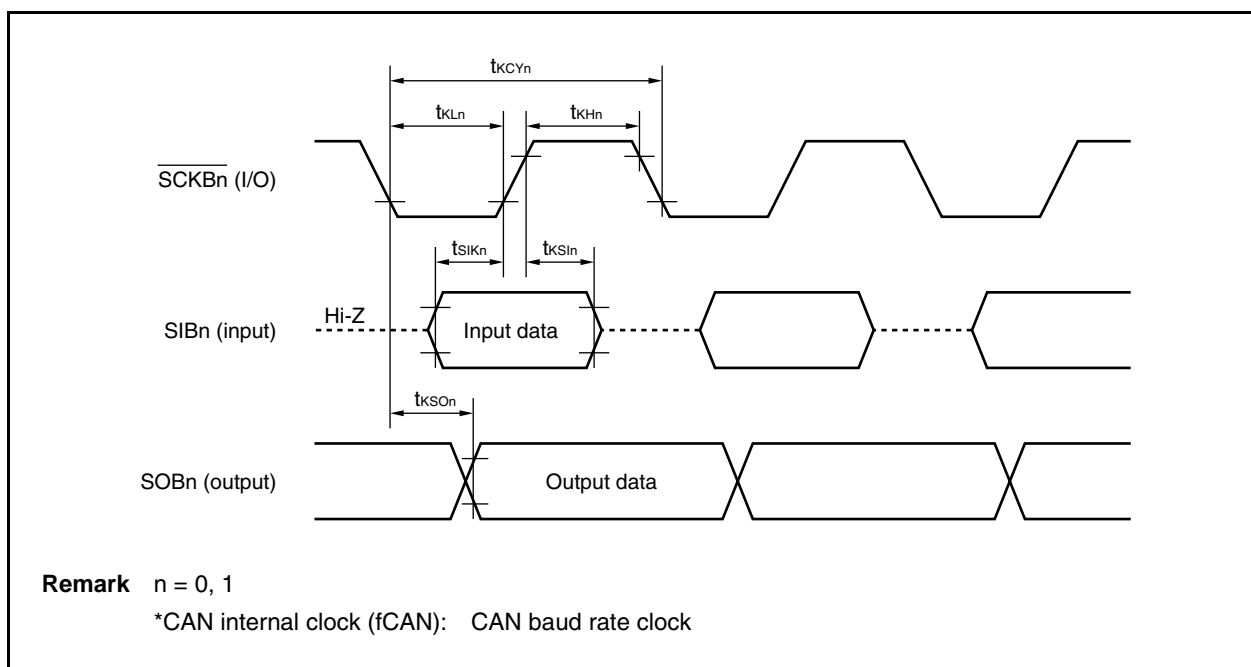 tKCYn
tKLn tKHn
SCKBn (I/O)
tSIKn tKSIn
Hi-Z
SIBn (input) Input data
tKSOn
SOBn (output) Output data
Remark n = 0, 1
*CAN internal clock (fCAN): CAN baud rate clock